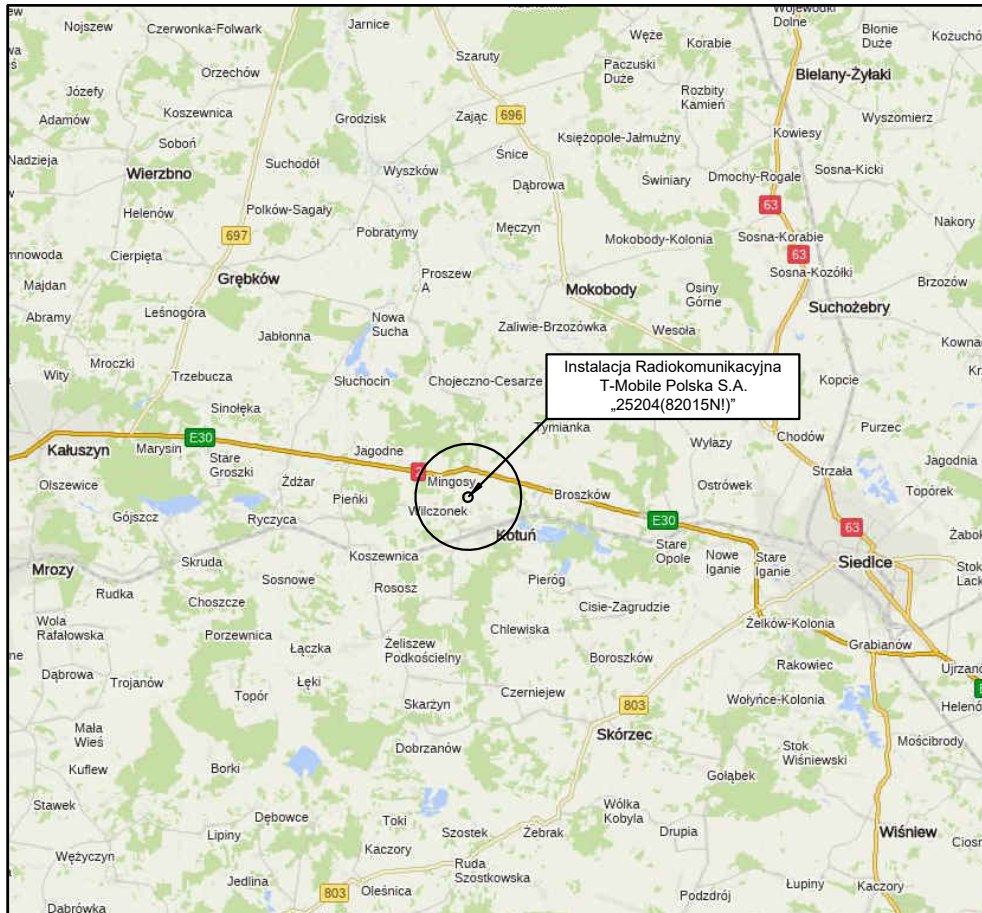 Nojszew
Czerwonka-Folwark
Jarnice
Węże
Korabie
Dolne
Błonie
Duże
Szaruty
Paczuski
Duże
Bielany-Żyłaki
Orzechów
Józefy
Rozbity
Kamień
Adamów
Koszewnica
Grodzisk
Zając
696
Wyszomierz
Soboń
Księżopole-Jałmużny
Kowiesy
Nadzieja
Suchodół
Śnice
Wierzbno
Wyszków
Sosna-Kicki
Dąbrowa
Świniary
Dmochy-Rogale
63
Helenów
Polków-Sagały
Nakory
697
Pobratymy
Męczyn
Mokobody-Kolonia
Sosna-Korabie
63
Cierpięta
Sosna-Kozółki
Majdan
Grębków
Proszew
A
Mokobody
Osiny
Górne
Brzozów
Suchożebry
Abramy
Leśnogóra
Nowa
Sucha
Zaliwie-Brzozówka
Wesoła
Jabłonna
Mroczki
Wity
Trzebucza
Słuchocin
Chojeczno-Cesarze
Instalacja Radiokomunikacyjna
T-Mobile Polska S.A.
„25204(82015N!)”
Kopcie
Sinołęka
Tymianka
Purzec
E30
Wyłazy
Chodów
Kałuszyn
Marysin
Stare
Groszki
Jagodne
Jagodnia
Strzała
Olszewice
Żdżar
Pieńki
Mingosy
Broszków
Ostrówek
Topórek
Gójszcz
Ryczyca
Wilczonek
E30
63
Kotuń
Koszewnica
Stare
Opole
Nowe
Iganie
Stare
Iganie
Siedlce
Mrozy
Skruda
Sosnowe
Rososz
Pieróg
Rudka
Choszcze
Cisie-Zagrudzie
Wola
Rafałowska
Porzewnica
Chlewiska
Żelków-Kolonia
Łączka
Żeliszew
Podkościelny
Grabianów
Boroszków
Rakowiec
Dąbrowa
Trojanów
Topór
Łęki
Czerniejew
Wołyńce-Kolonia
Skarżyn
803
Mała
Wieś
Skórzec
Mościbrody
Dobrzanów
Stok
Wiśniewski
Kuflew
Borki
Gołąbek
Stawek
Dębowce
Toki
Wólka
Kobyla
Lipiny
Szostek
Żebrak
Drupia
Wiśniew
Wężyczyn
Kaczory
Ruda
Szostkowska
Jedlina
803
Oleśnica
Łupiny
Kaczory
Podzdrój
Dąbrówka